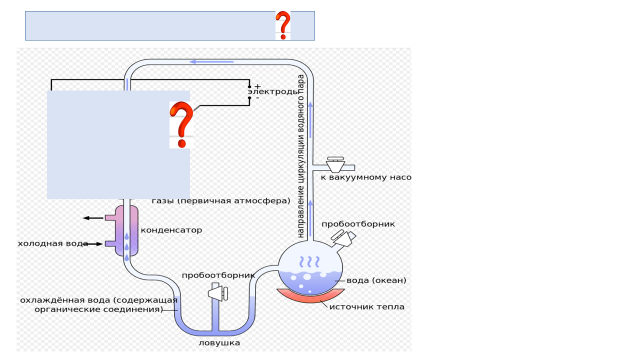 ?
+
электроды
-
?
направление циркуляции водяного пара
к вакуумному насо
газы (первичная атмосфера)
пробоотборник
конденсатор
холодная вода
пробоотборник
вода (океан)
охлаждённая вода (содержащая
органические соединения)
источник тепла
ловушка